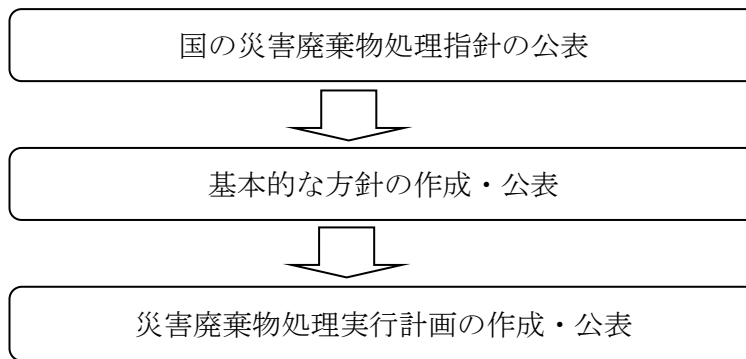 国の災害廃棄物処理指針の公表
基本的な方針の作成・公表
災害廃棄物処理実行計画の作成・公表